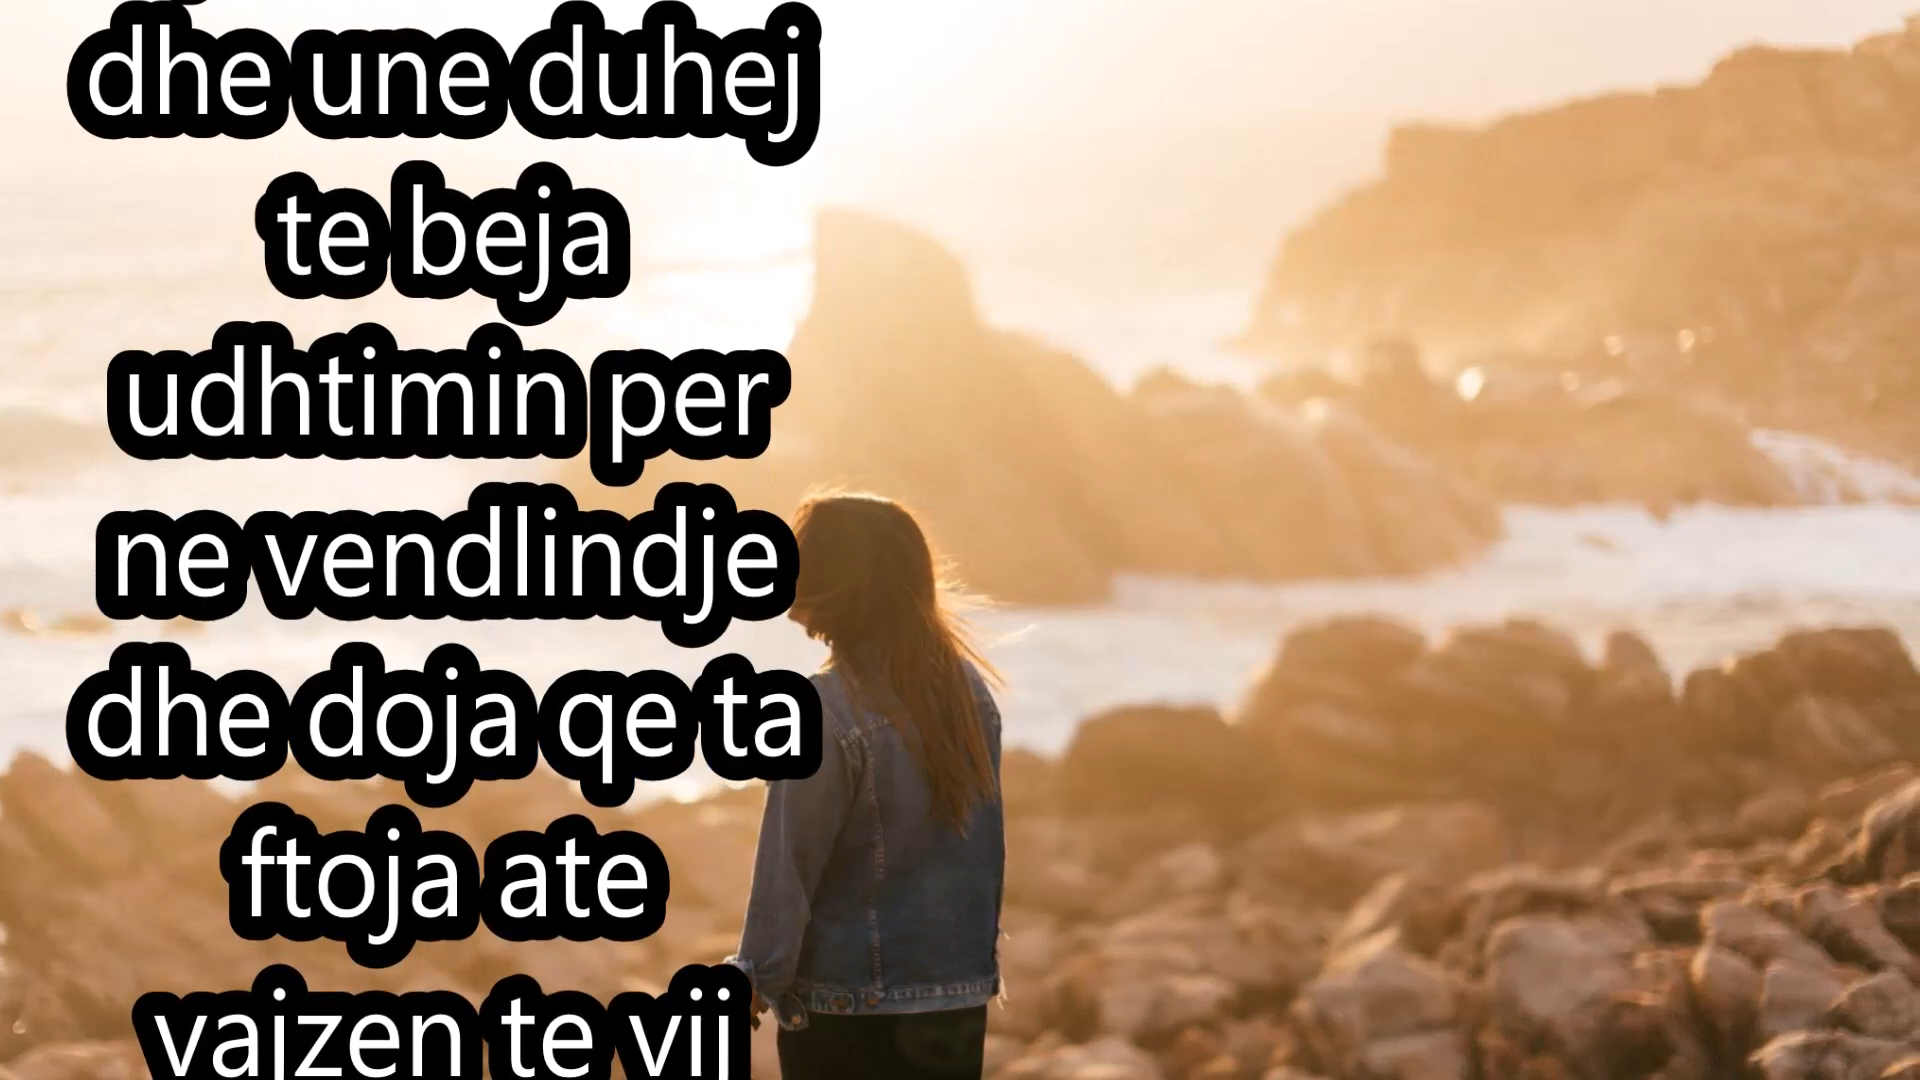 dhe une duhej
te beja
udhtimin per
ne vendlindje
dhe doja qe ta
ftoja ate
vajzen te vij